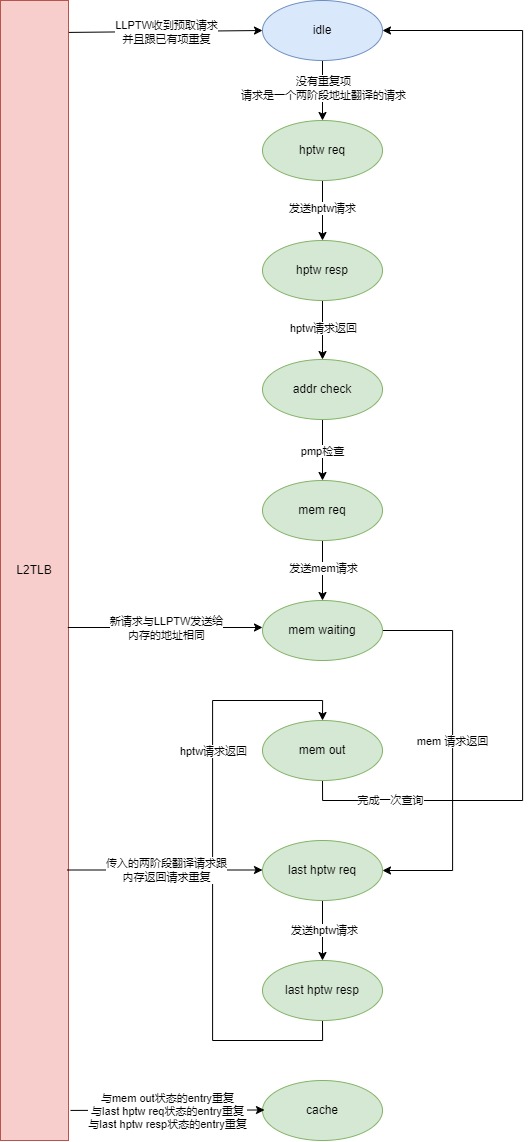 LLPTW收到预取请求
并且跟已有项重复
idle
没有重复项
请求是一个两阶段地址翻译的请求
hptw req
发送hptw请求
hptw resp
hptw请求返回
addr check
pmp检查
mem req
L2TLB
发送mem请求
新请求与LLPTW发送给
内存的地址相同
mem waiting
hptw请求返回
mem out
mem 请求返回
完成一次查询
传入的两阶段翻译请求跟
内存返回请求重复
last hptw req
发送hptw请求
last hptw resp
与mem out状态的entry重复
与last hptw req状态的entry重复
与last hptw resp状态的entry重复
cache